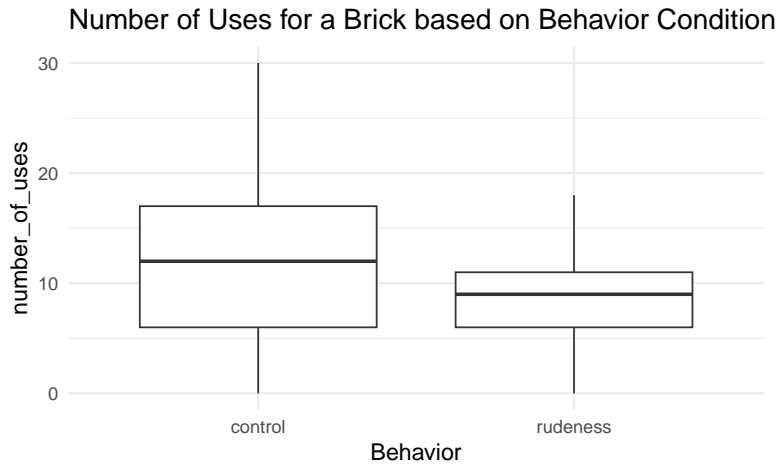 Number of Uses for a Brick based on Behavior Condition
number_of_uses
30
20
10
0
control
rudeness
Behavior